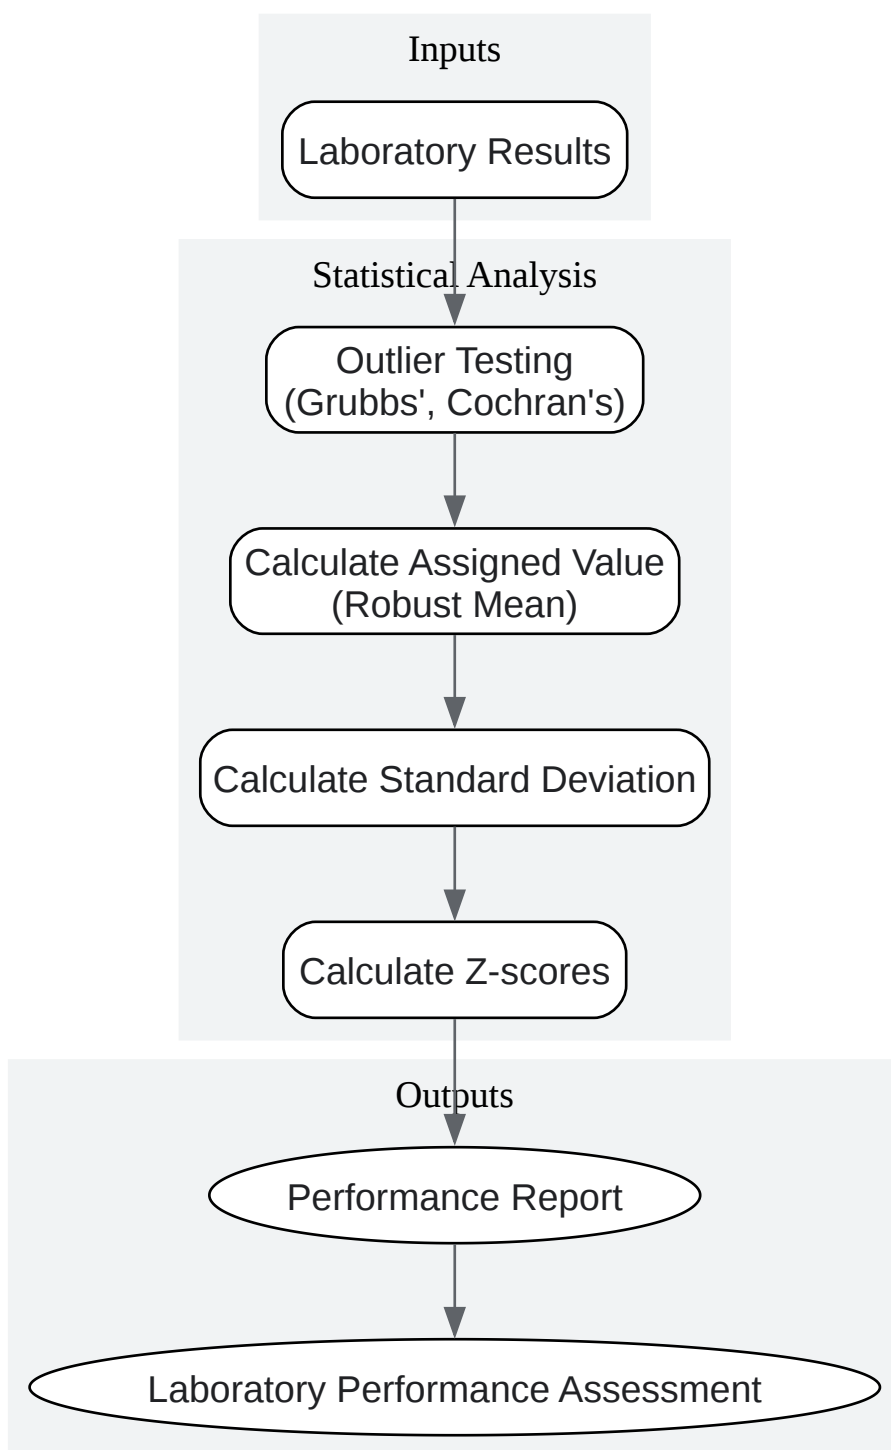 Inputs
Laboratory Results
Statistical Analysis
Outlier Testing
(Grubbs', Cochran's)
Calculate Assigned Value
(Robust Mean)
Calculate Standard Deviation
Calculate Z-scores
Outputs
Performance Report
Laboratory Performance Assessment